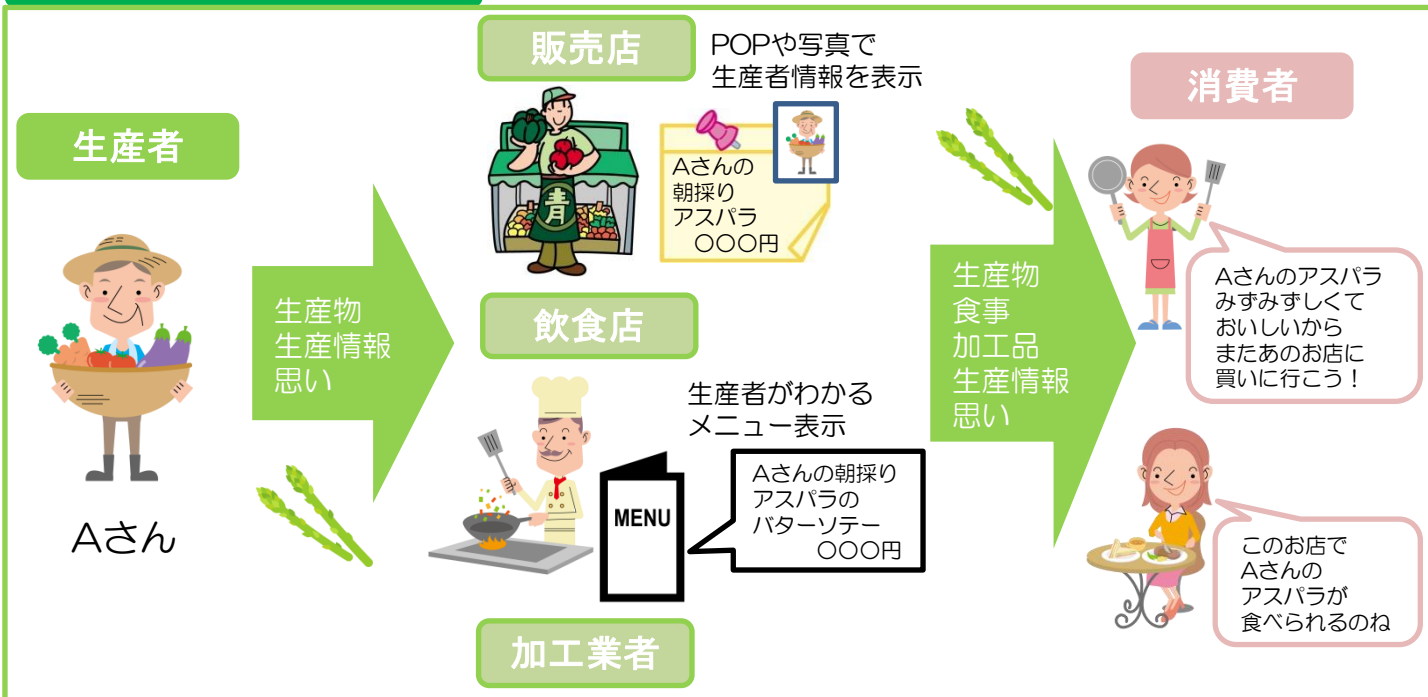 生産者
Aさん
生産物
生産情報
思い
販売店
POPや写真で
生産者情報を表示
青
Aさんの
朝採り
アスパラ
〇〇〇円
飲食店
生産者がわかる
メニュー表示
MENU
Aさんの朝採り
アスパラの
バターソテー
〇〇〇円
加工業者
生産物
食事
加工品
生産情報
思い
消費者
Aさんのアスパラ
みずみずしくて
おいしいから
またあのお店に
買いに行こう！
このお店で
Aさんの
アスパラが
食べられるのね